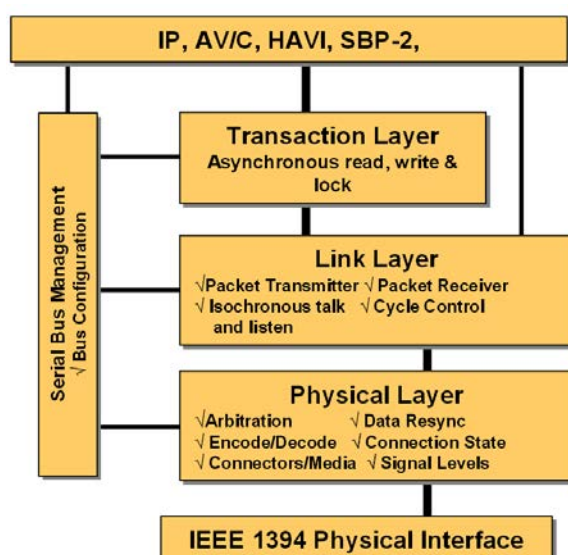 IP, AV/C, HAVI, SBP-2,
Serial Bus Management
√ Bus Configuration
Transaction Layer
Asynchronous read, write &
lock
Link Layer
√Packet Transmitter √ Packet Receiver
√ Isochronous talk √ Cycle Control
and listen
Physical Layer
√Arbitration √ Data Resync
√ Encode/Decode √ Connection State
√ Connectors/Media √ Signal Levels
IEEE 1394 Physical Interface